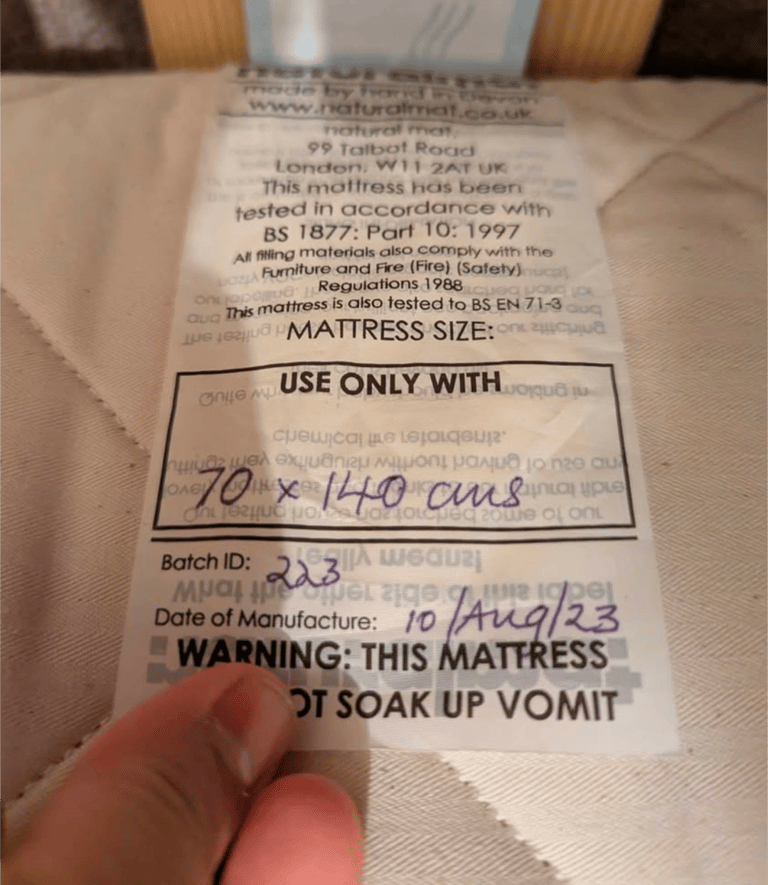 made by hand in Devon
www.naturalmat.co.uk
natural mat,
99 Talbot Road
London, W11 2AT UK
This mattress has been
tested in accordance with
BS 1877: Part 10: 1997
All filling materials also comply with the
Furniture and Fire (Fire) (Safety)
Regulations 1988
This mattress is also tested to BS EN 71-3
MATTRESS SIZE:
USE ONLY WITH
70 x 140 cms
Batch ID: 223
Date of Manufacture: 10/Aug/23
WARNING: THIS MATTRESS
OT SOAK UP VOMIT